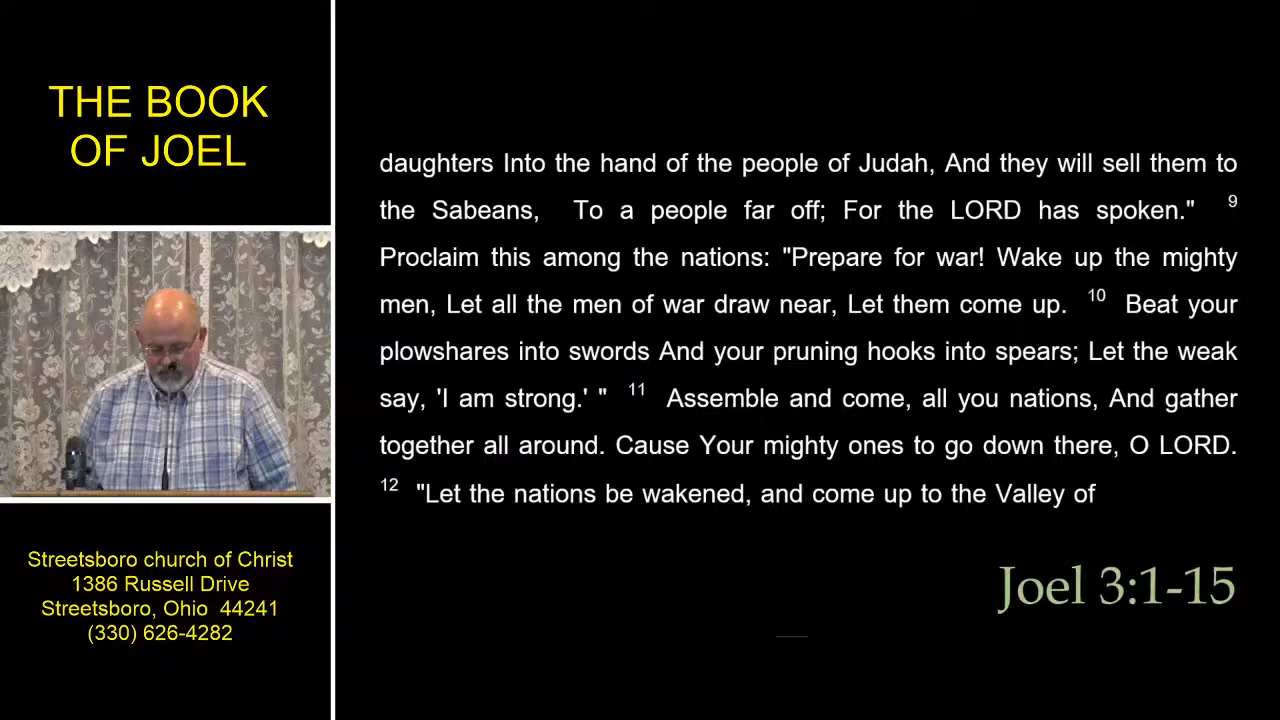 THE BOOK
OF JOEL
daughters Into the hand of the people of Judah, And they will sell them to
the Sabeans, To a people far off; For the LORD has spoken." 9
Proclaim this among the nations: "Prepare for war! Wake up the mighty
men, Let all the men of war draw near, Let them come up. 10 Beat your
plowshares into swords And your pruning hooks into spears; Let the weak
say, 'I am strong.' " 11 Assemble and come, all you nations, And gather
together all around. Cause Your mighty ones to go down there, O LORD.
12 "Let the nations be wakened, and come up to the Valley of
Joel 3:1-15
Streetsboro church of Christ
1386 Russell Drive
Streetsboro, Ohio 44241
(330) 626-4282